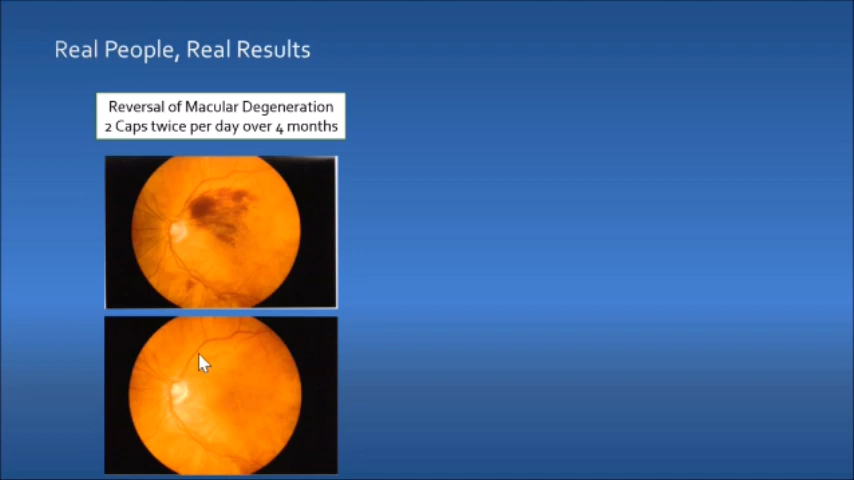 Real People, Real Results
Reversal of Macular Degeneration
2 Caps twice per day over 4 months